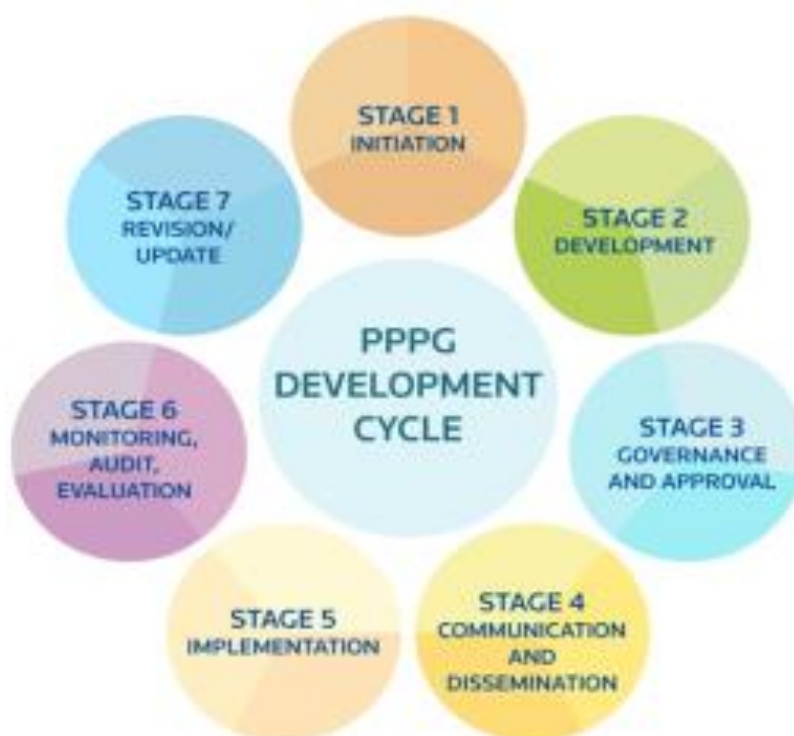 STAGE 1
INITIATION
STAGE 2
DEVELOPMENT
STAGE 3
GOVERNANCE
AND APPROVAL
STAGE 4
COMMUNICATION
AND
DISSEMINATION
STAGE 5
IMPLEMENTATION
STAGE 6
MONITORING,
AUDIT,
EVALUATION
STAGE 7
REVISION/
UPDATE
PPPG
DEVELOPMENT
CYCLE